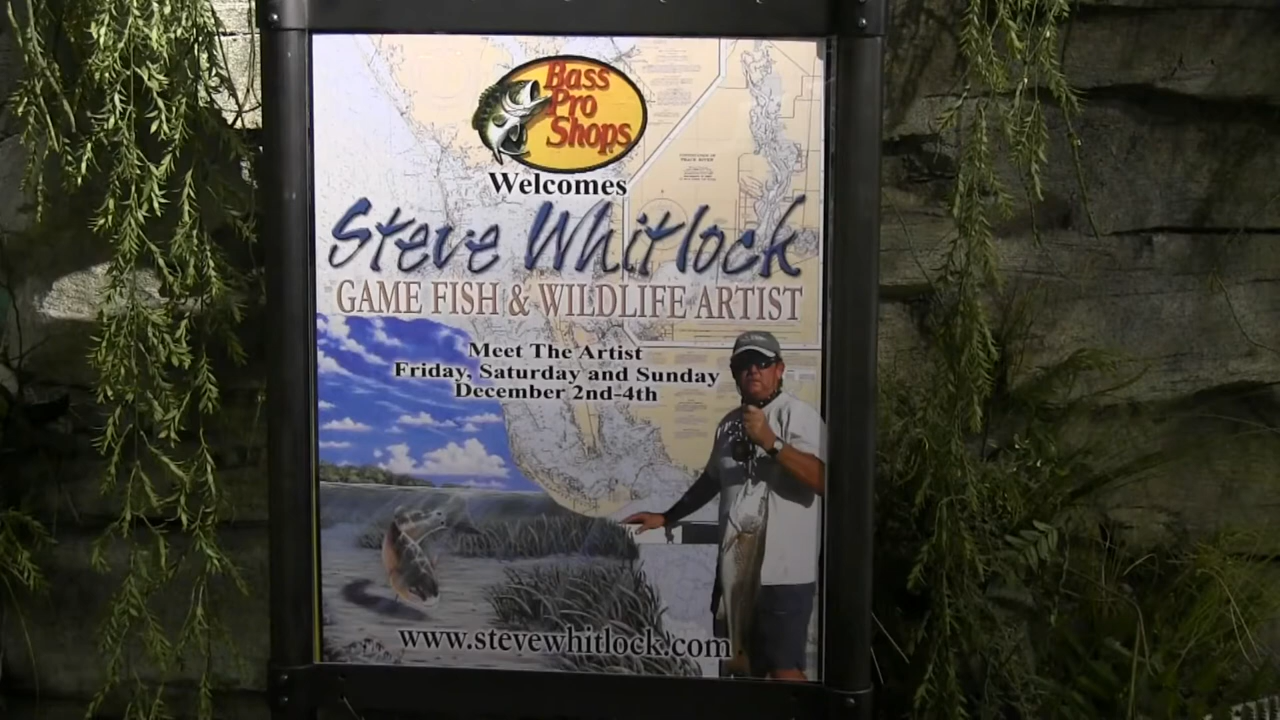 Bass
Pro
Shops
Welcomes
Steve Whitlock
GAME FISH & WILDLIFE ARTIST
Meet The Artist
Friday, Saturday and Sunday
December 2nd-4th
www.stevewhitlock.com